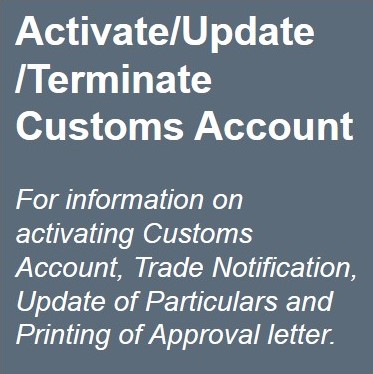 Activate/Update
/Terminate
Customs Account
For information on
activating Customs
Account, Trade Notification,
Update of Particulars and
Printing of Approval letter.